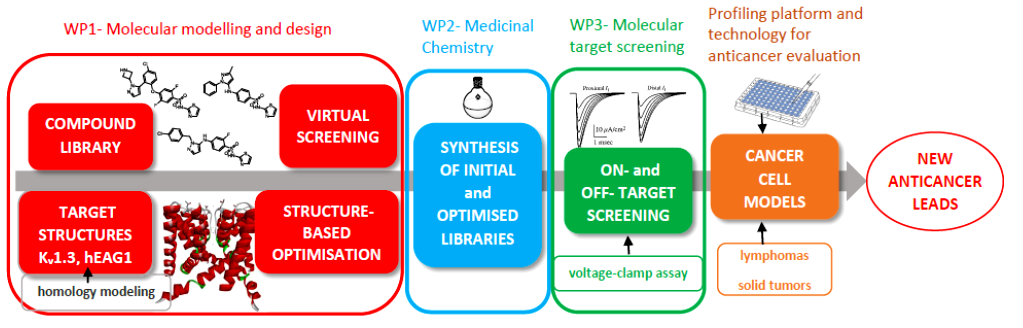 WP1- Molecular modelling and design
COMPOUND
LIBRARY
VIRTUAL
SCREENING
TARGET
STRUCTURES
Kv1.3, hEAG1
homology modeling
STRUCTURE-
BASED
OPTIMISATION
WP2- Medicinal
Chemistry
SYNTHESIS
OF INITIAL
and
OPTIMISED
LIBRARIES
WP3- Molecular
target screening
Proximal I
Distal I
10 μA/cm²
1 msec
ON- and
OFF- TARGET
SCREENING
voltage-clamp assay
Profiling platform and
technology for
anticancer evaluation
CANCER
CELL
MODELS
lymphomas
solid tumors
NEW
ANTICANCER
LEADS